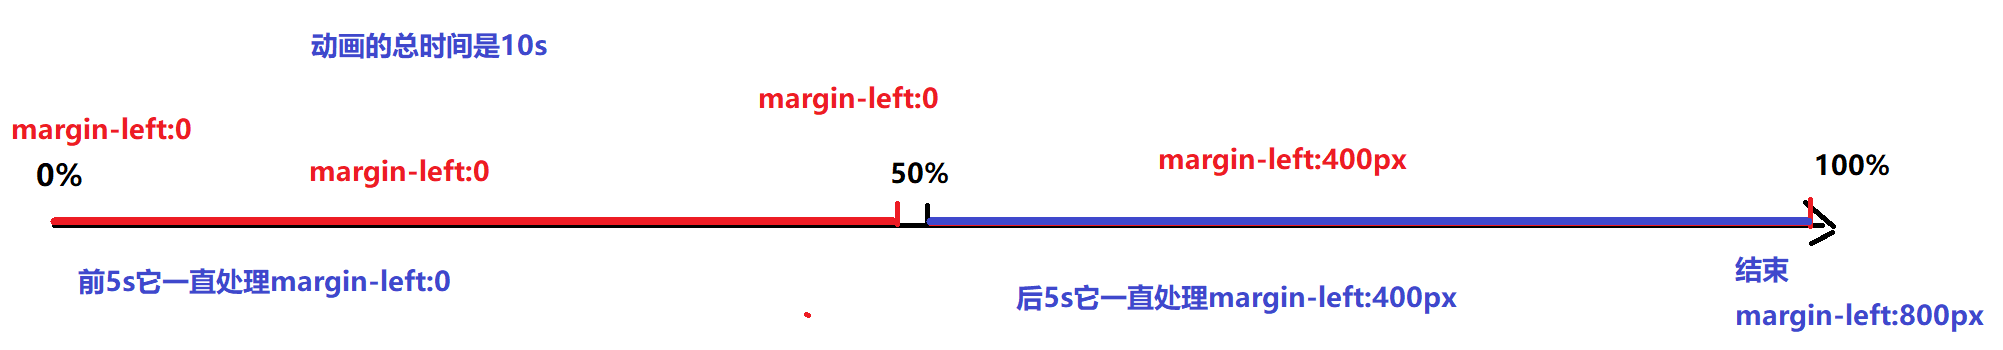 动画的总时间是10s
margin-left:0
margin-left:0
margin-left:0
margin-left:400px
0%
50%
100%
前5s它一直处理margin-left:0
后5s它一直处理margin-left:400px
结束
margin-left:800px